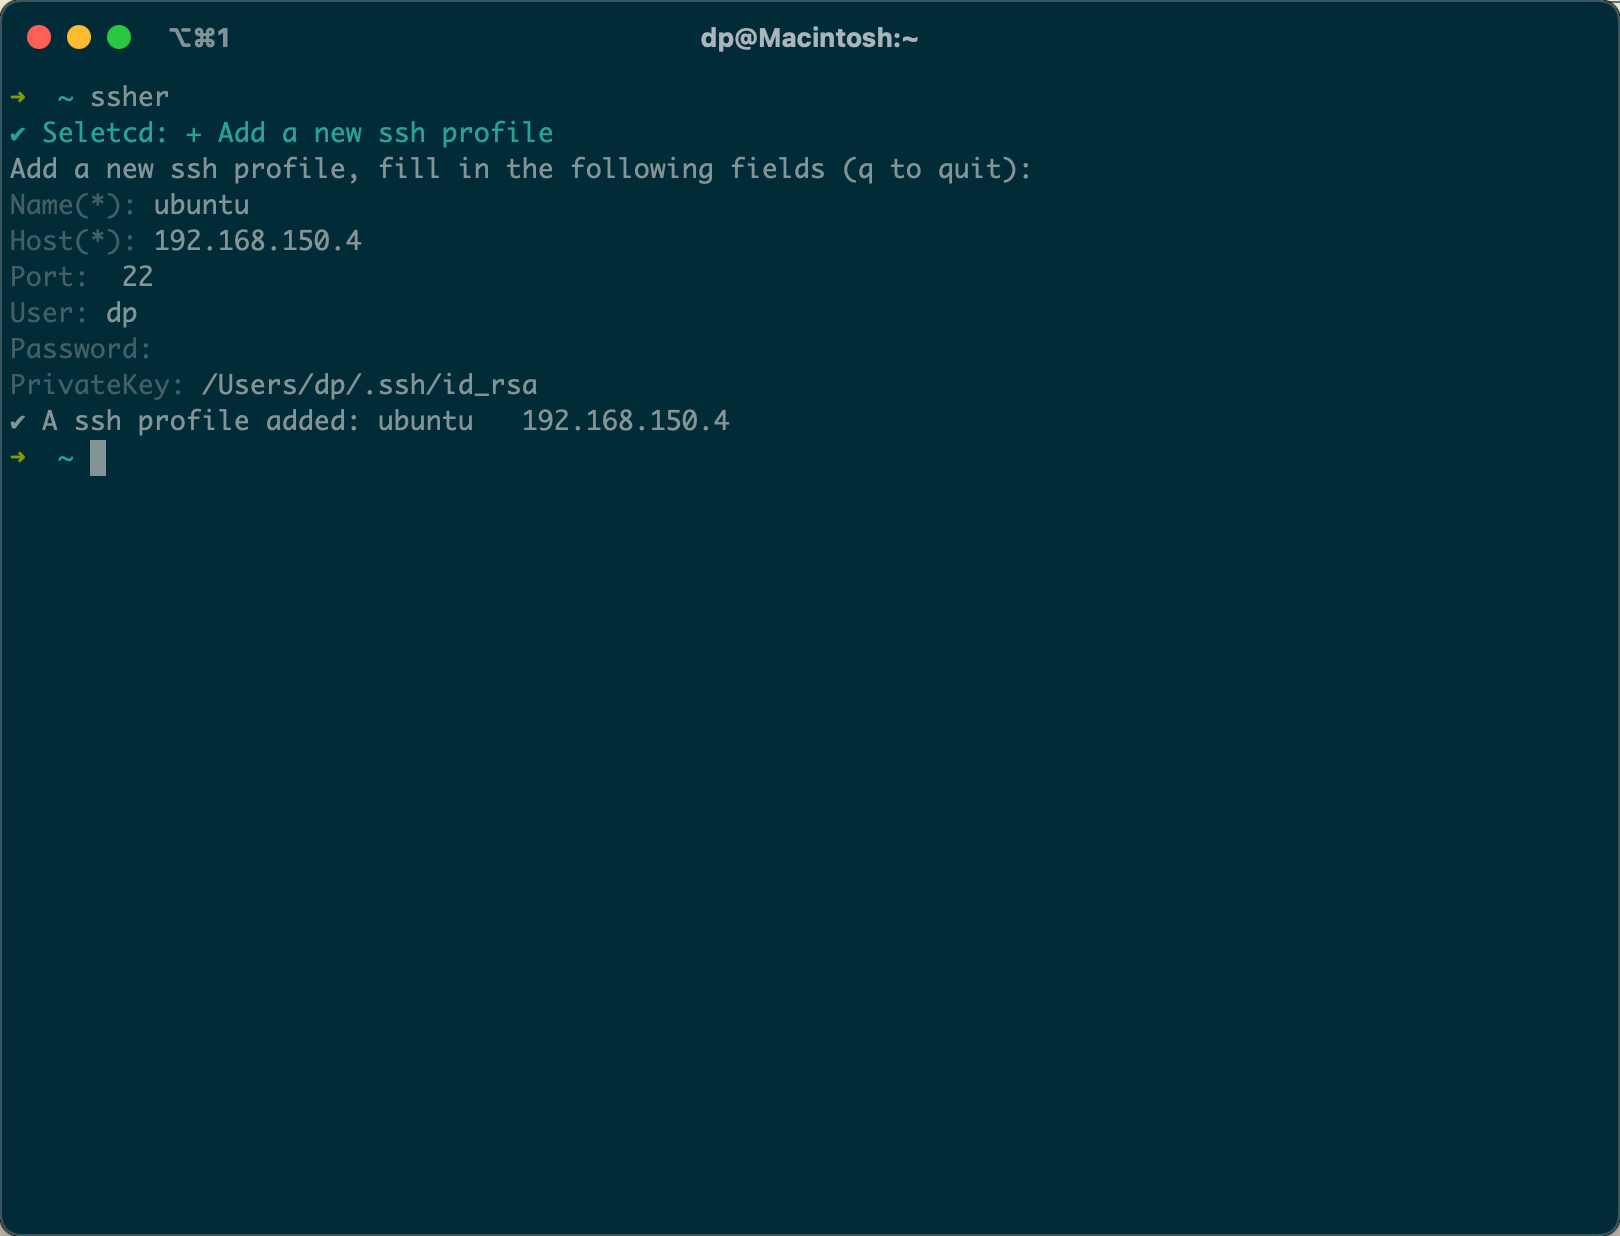 ⌥⌘1
dp@Macintosh:~
➜  ~ ssher
✔ Seletcd: + Add a new ssh profile
Add a new ssh profile, fill in the following fields (q to quit):
Name(*): ubuntu
Host(*): 192.168.150.4
Port:  22
User: dp
Password:
PrivateKey: /Users/dp/.ssh/id_rsa
✔ A ssh profile added: ubuntu   192.168.150.4
➜  ~